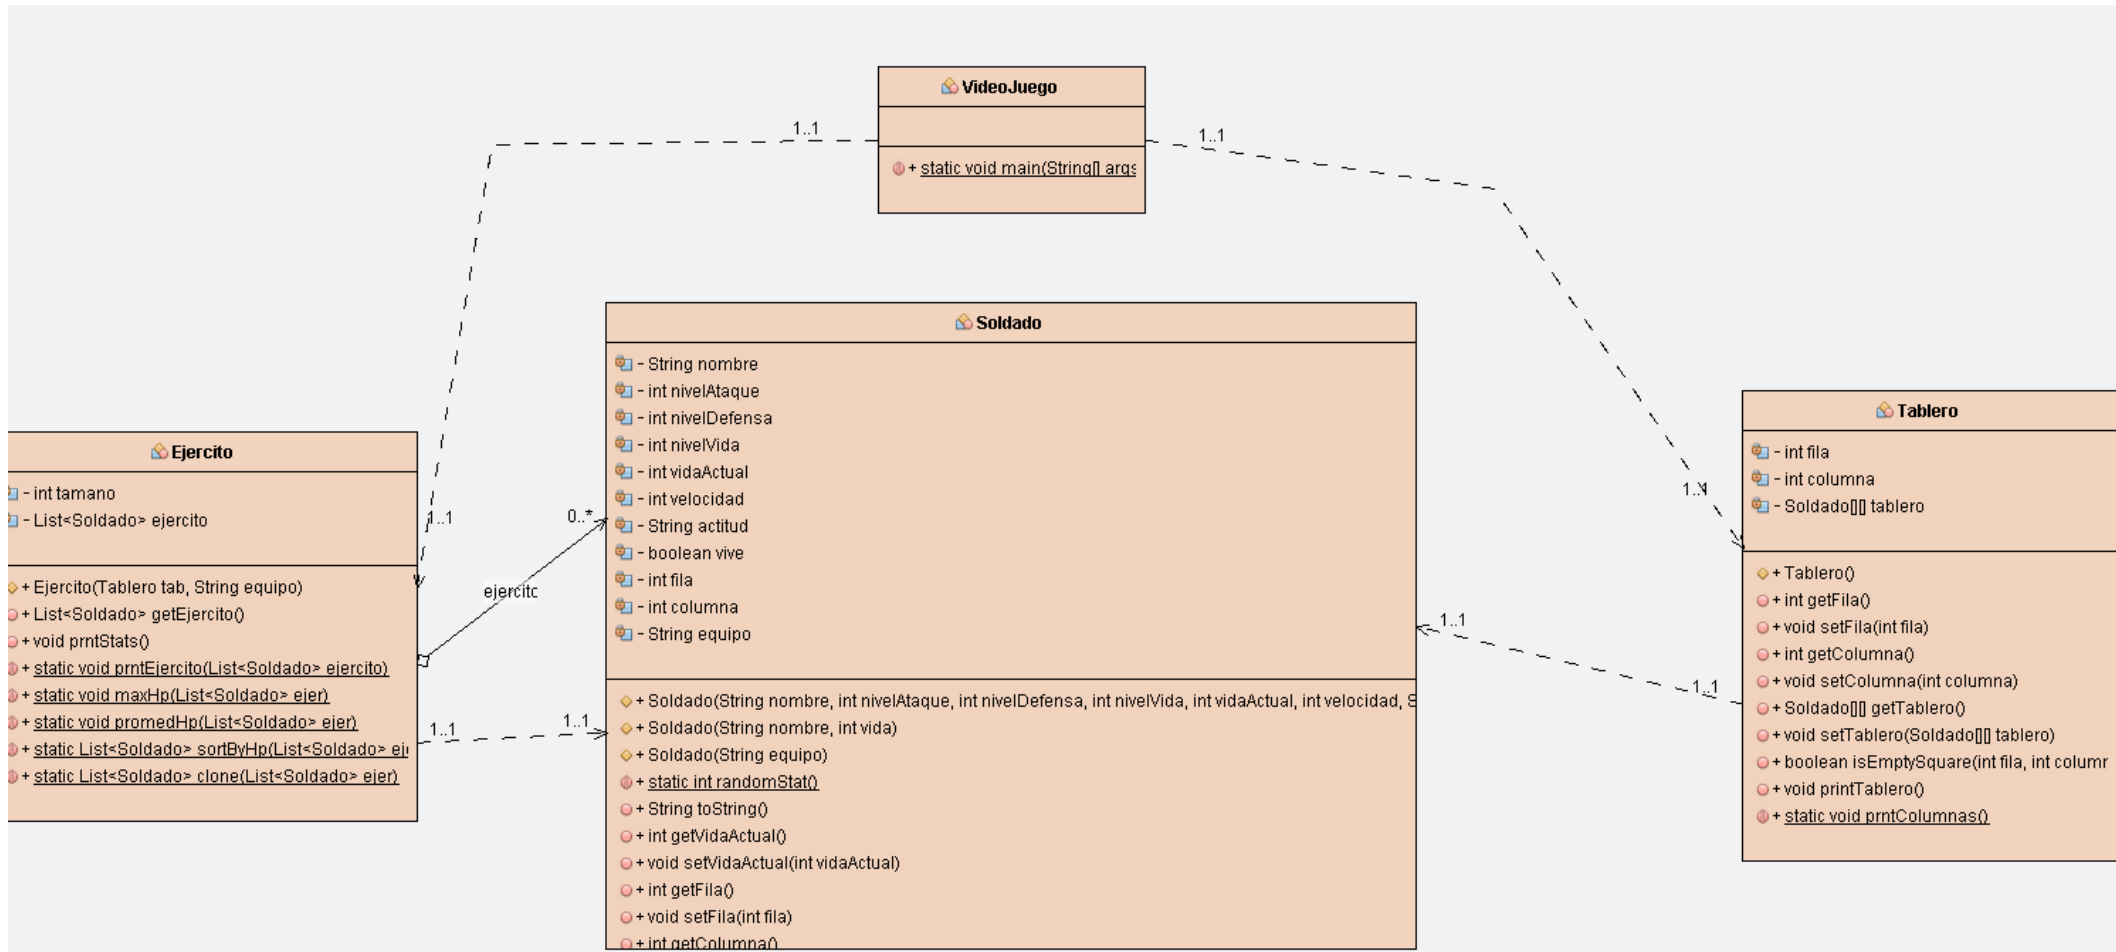 VideoJuego
+ static void main(String[] args
1..1
1..1
1..1
1..1
Ejercito
- int tamano
- List<Soldado> ejercito
+ Ejercito(Tablero tab, String equipo)
+ List<Soldado> getEjercito()
+ void prntStats()
+ static void prntEjercito(List<Soldado> ejercito)
+ static void maxHp(List<Soldado> ejer)
+ static void promedHp(List<Soldado> ejer)
+ static List<Soldado> sortByHp(List<Soldado> eje
+ static List<Soldado> clone(List<Soldado> ejer)
0..*
ejercito
1..1
1..1
Soldado
- String nombre
- int nivelAtaque
- int nivelDefensa
- int nivelVida
- int vidaActual
- int velocidad
- String actitud
- boolean vive
- int fila
- int columna
- String equipo
+ Soldado(String nombre, int nivelAtaque, int nivelDefensa, int nivelVida, int vidaActual, int velocidad, S
+ Soldado(String nombre, int vida)
+ Soldado(String equipo)
+ static int randomStat()
+ String toString()
+ int getVidaActual()
+ void setVidaActual(int vidaActual)
+ int getFila()
+ void setFila(int fila)
+ int getColumna()
1..1
1..1
Tablero
- int fila
- int columna
- Soldado[][] tablero
+ Tablero()
+ int getFila()
+ void setFila(int fila)
+ int getColumna()
+ void setColumna(int columna)
+ Soldado[][] getTablero()
+ void setTablero(Soldado[][] tablero)
+ boolean isEmptySquare(int fila, int column
+ void printTablero()
+ static void prntColumnas()